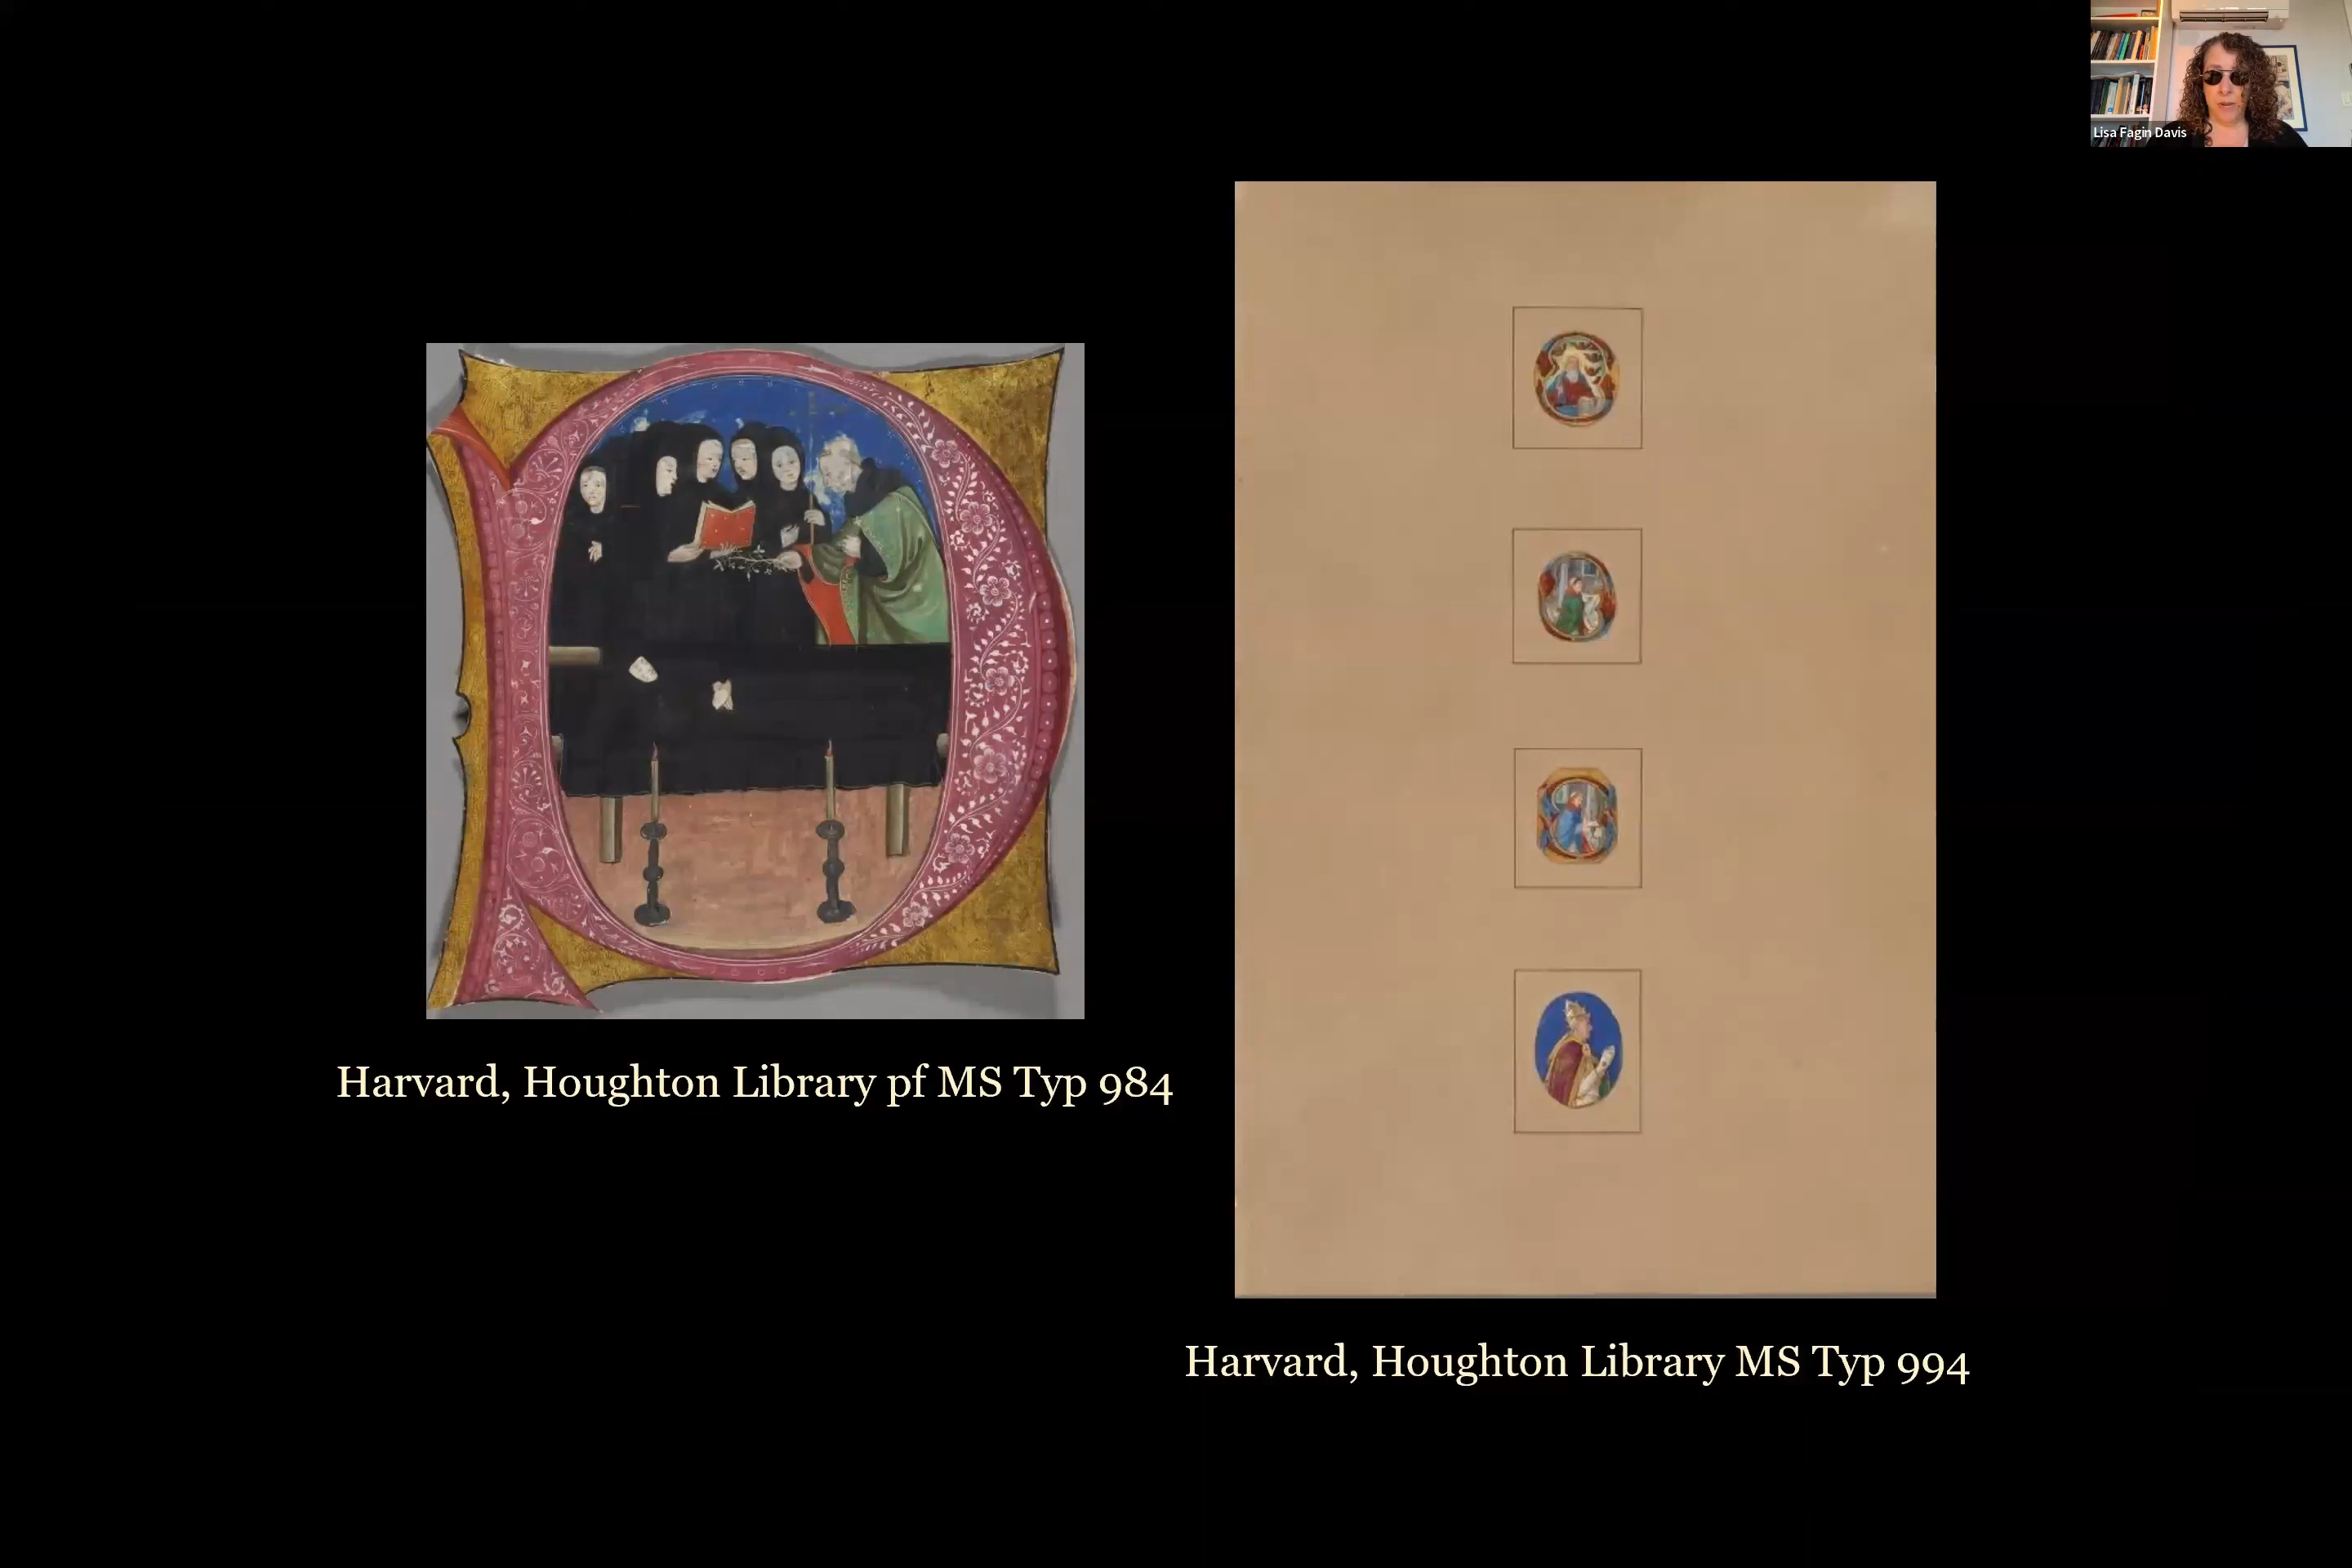 Lisa Fagin Davis
Harvard, Houghton Library pf MS Typ 984
Harvard, Houghton Library MS Typ 994